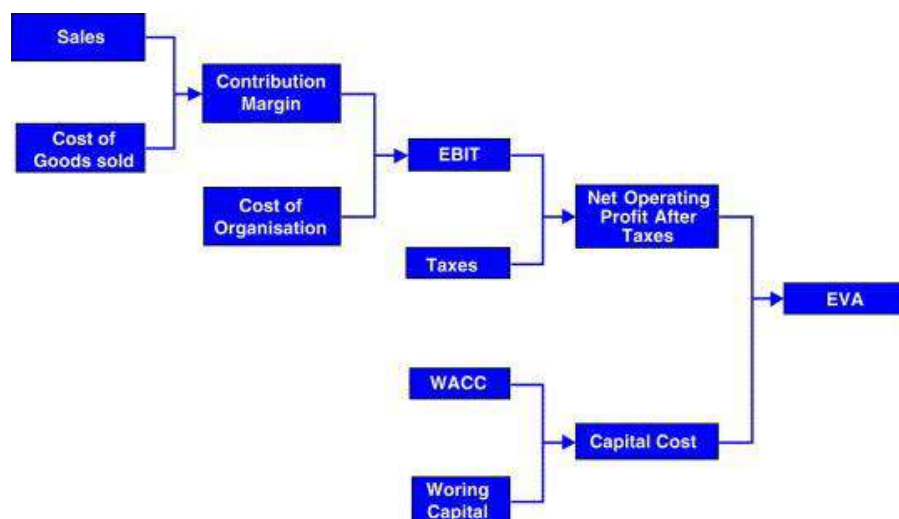 Sales
Contribution
Margin
Cost of
Goods sold
EBIT
Cost of
Organisation
Net Operating
Profit After
Taxes
Taxes
EVA
WACC
Capital Cost
Woring
Capital